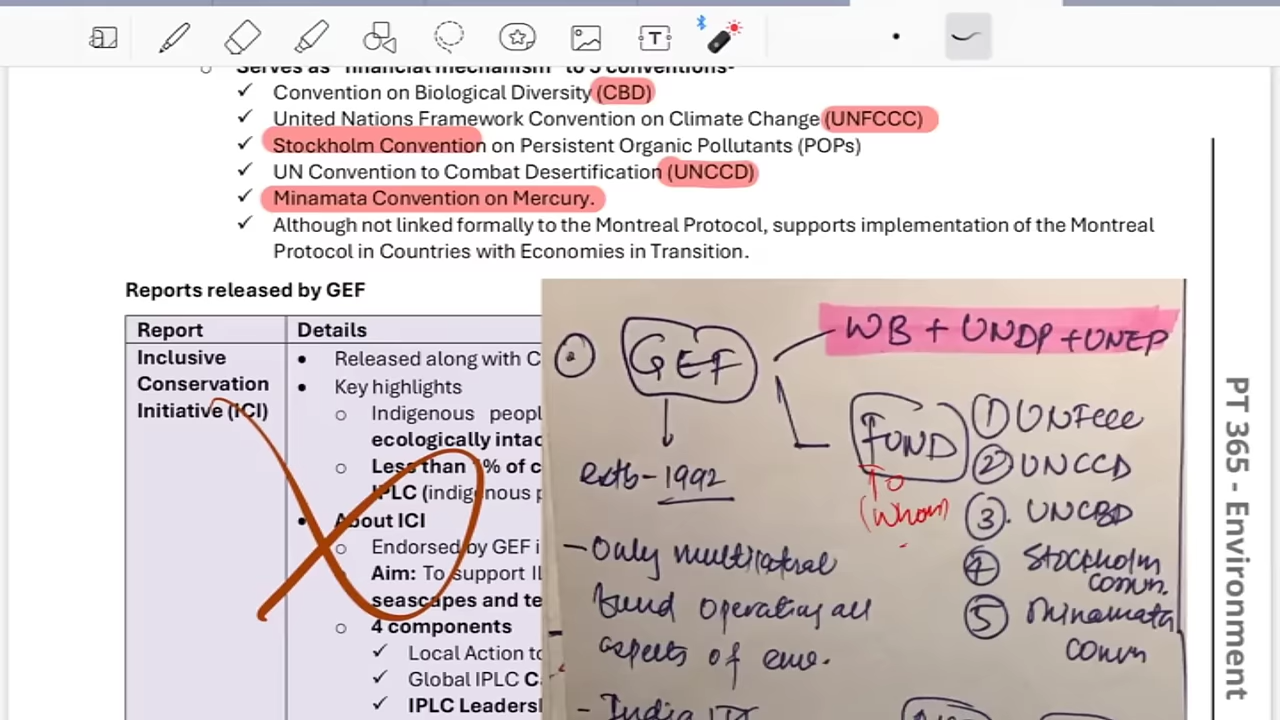 Serves as "financial mechanism" to 5 conventions-
Convention on Biological Diversity (CBD)
United Nations Framework Convention on Climate Change (UNFCCC)
Stockholm Convention on Persistent Organic Pollutants (POPs)
UN Convention to Combat Desertification (UNCCD)
Minamata Convention on Mercury.
Although not linked formally to the Montreal Protocol, supports implementation of the Montreal
Protocol in Countries with Economies in Transition.
Reports released by GEF
Report
Details
Inclusive
Conservation
Initiative (ICI)
Released along with C
Key highlights
Indigenous peopl
ecologically intac
Less than 1% of c
IPLC (indigenous p
About ICI
Endorsed by GEF i
Aim: To support IL
seascapes and te
4 components
Local Action to
Global IPLC C
IPLC Leadersl
GEF
WB + UNDP + UNEP
estb-1992
- Only multilatral
fund operating all
aspects of env.
- India
FUND
To
(whom)
① UNFCCC
② UNCCD
③. UNCBD
④ Stockholm
Conv.
⑤ Minamata
Conv
PT 365 - Environment
T